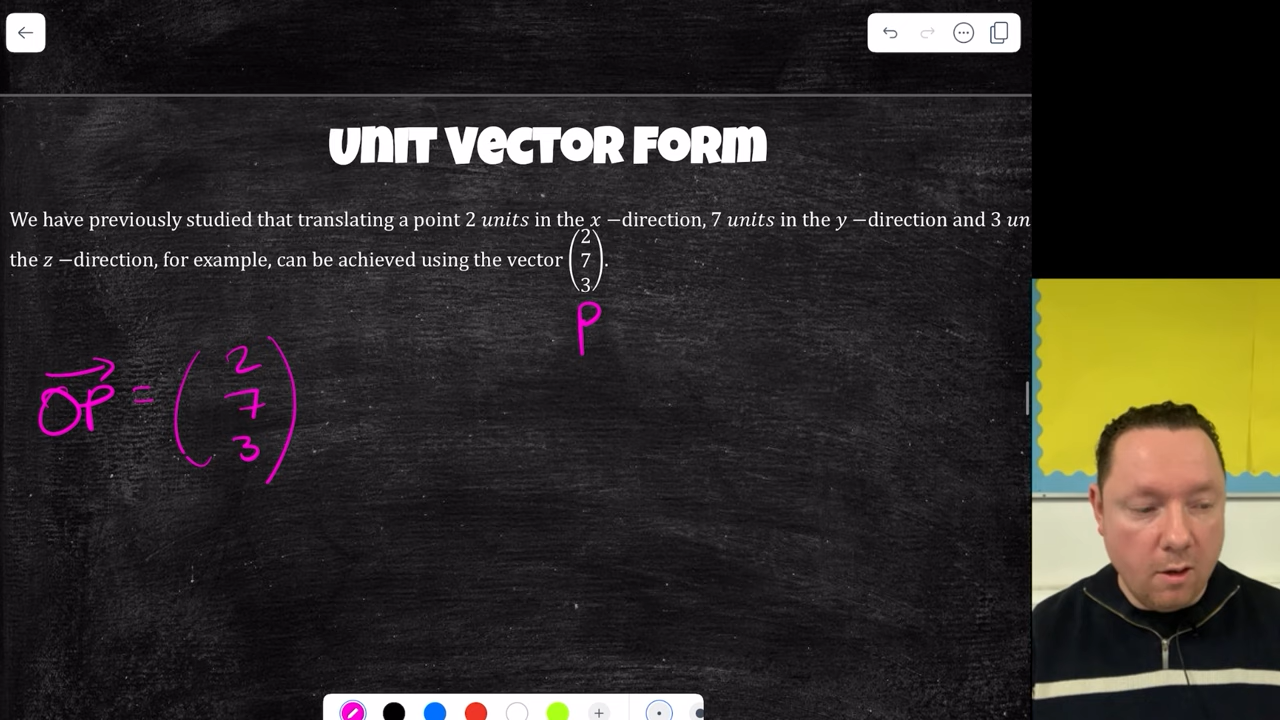 UNIT VECTOR FORM
We have previously studied that translating a point 2 units in the x −direction, 7 units in the y −direction and 3 un
the z −direction, for example, can be achieved using the vector (2 7 3).
P
OP = (2 7 3)